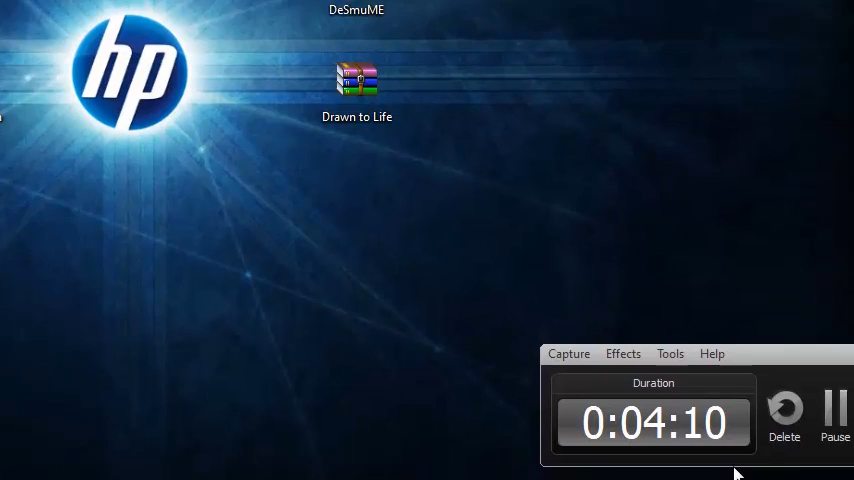 DeSmuME
hp
Drawn to Life
Capture Effects Tools Help
Duration
0:04:10
Delete Pause